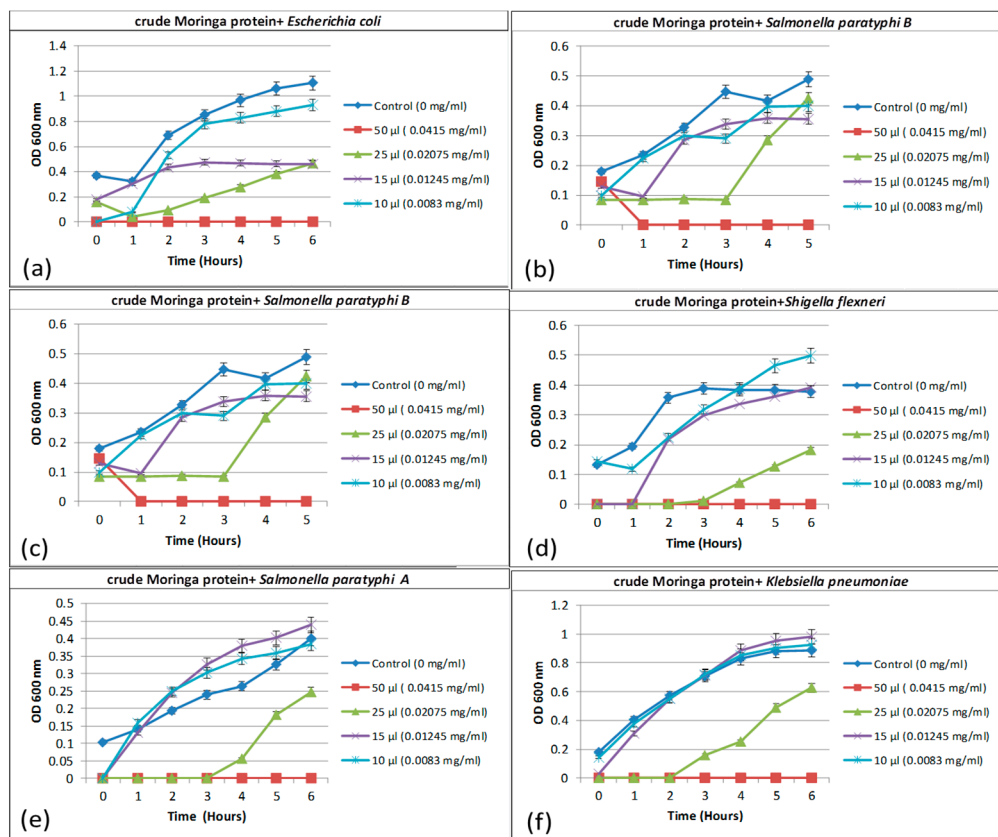 crude Moringa protein+ Escherichia coli
1.4
1.2
1
0.8
0.6
0.4
0.2
0
OD 600 nm
0 1 2 3 4 5 6
Time (Hours)
Control (0 mg/ml)
50 µl ( 0.0415 mg/ml)
25 µl (0.02075 mg/ml)
15 µl (0.01245 mg/ml)
10 µl (0.0083 mg/ml)
(a)
crude Moringa protein+ Salmonella paratyphi B
0.6
0.5
0.4
0.3
0.2
0.1
0
OD 600 nm
0 1 2 3 4 5
Time (Hours)
Control (0 mg/ml)
50 µl ( 0.0415 mg/ml)
25 µl (0.02075 mg/ml)
15 µl (0.01245 mg/ml)
10 µl (0.0083 mg/ml)
(b)
crude Moringa protein+ Salmonella paratyphi B
0.6
0.5
0.4
0.3
0.2
0.1
0
OD 600 nm
0 1 2 3 4 5
Time (Hours)
Control (0 mg/ml)
50 µl ( 0.0415 mg/ml)
25 µl (0.02075 mg/ml)
15 µl (0.01245 mg/ml)
10 µl (0.0083 mg/ml)
(c)
crude Moringa protein+Shigella flexneri
0.6
0.5
0.4
0.3
0.2
0.1
0
OD 600 nm
0 1 2 3 4 5 6
Time (Hours)
Control (0 mg/ml)
50 µl ( 0.0415 mg/ml)
25 µl (0.02075 mg/ml)
15 µl (0.01245 mg/ml)
10 µl (0.0083 mg/ml)
(d)
crude Moringa protein+ Salmonella paratyphi A
0.5
0.45
0.4
0.35
0.3
0.25
0.2
0.15
0.1
0.05
0
OD 600 nm
0 1 2 3 4 5 6
Time (Hours)
Control (0 mg/ml)
50 µl ( 0.0415 mg/ml)
25 µl (0.02075 mg/ml)
15 µl (0.01245 mg/ml)
10 µl (0.0083 mg/ml)
(e)
crude Moringa protein+ Klebsiella pneumoniae
1.2
1
0.8
0.6
0.4
0.2
0
OD 600 nm
0 1 2 3 4 5 6
Time (Hours)
Control (0 mg/ml)
50 µl ( 0.0415 mg/ml)
25 µl (0.02075 mg/ml)
15 µl (0.01245 mg/ml)
10 µl (0.0083 mg/ml)
(f)